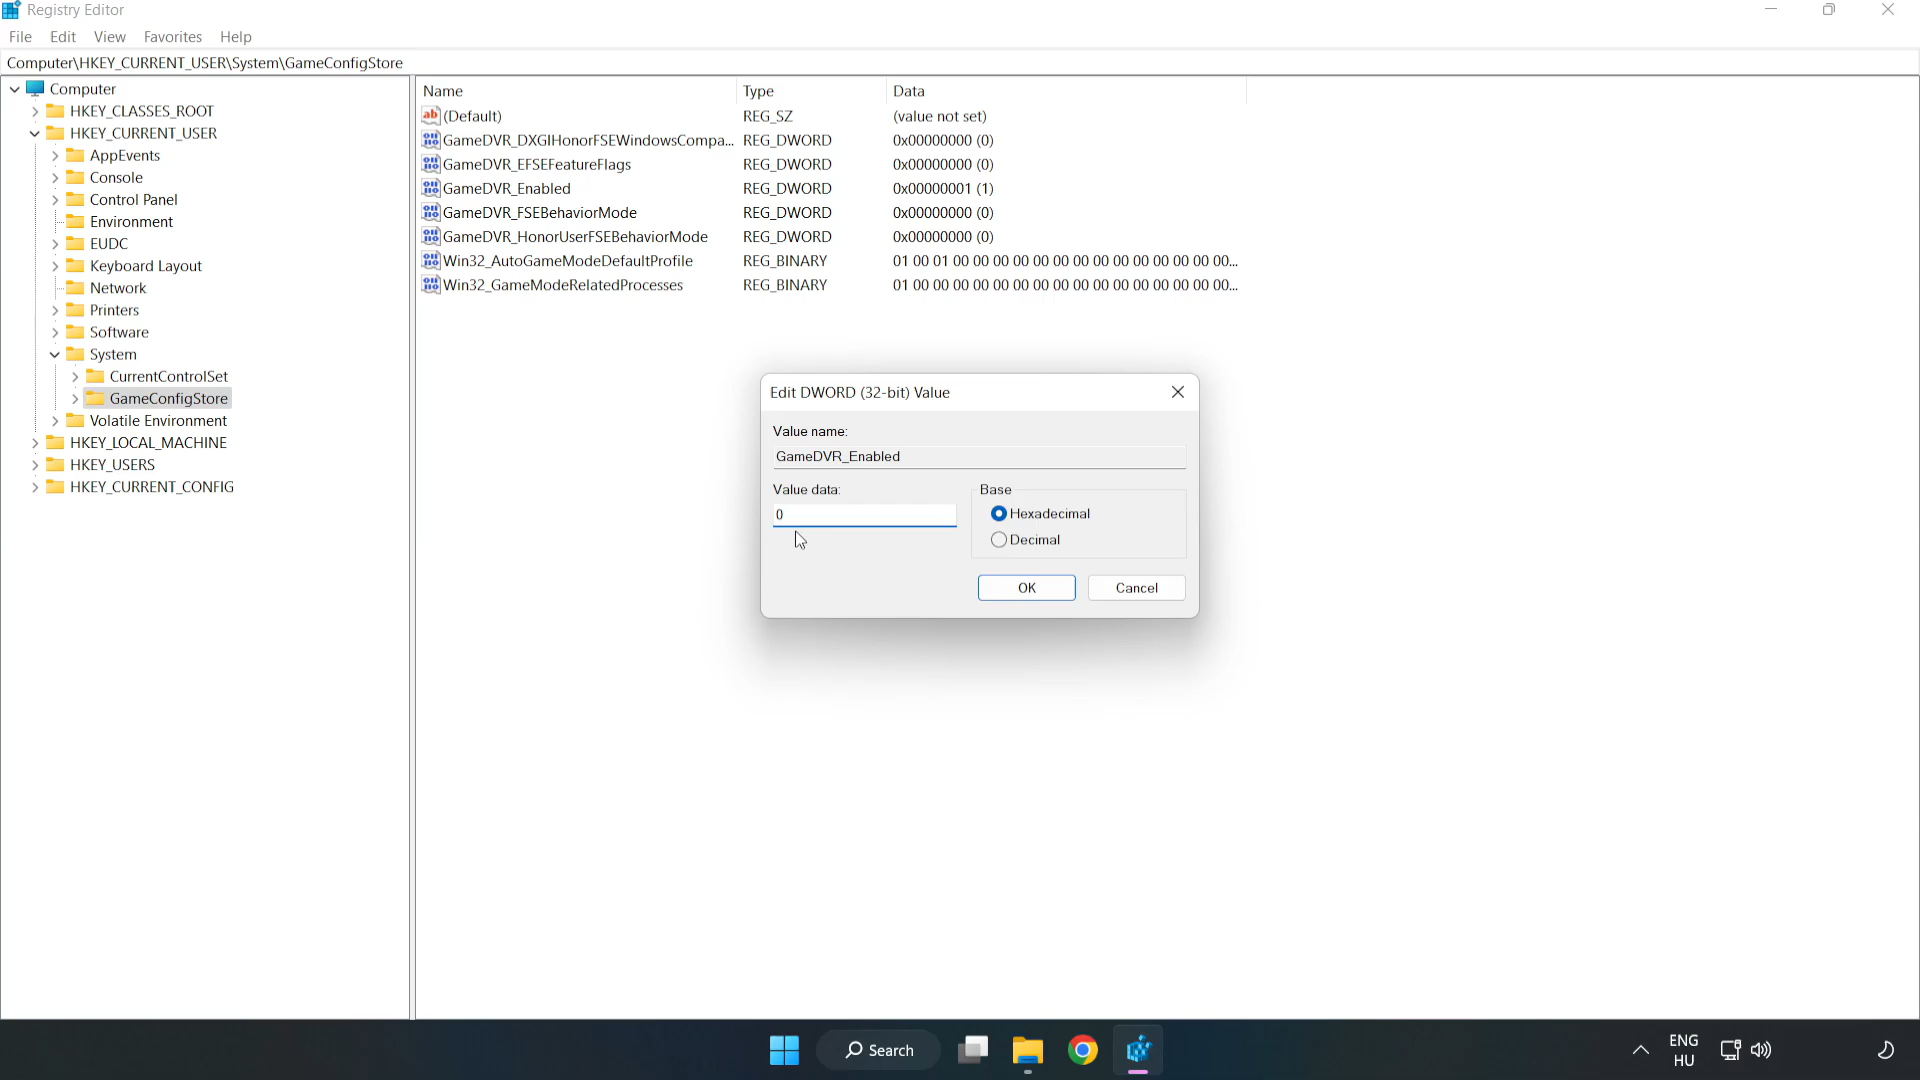 Registry Editor
File Edit View Favorites Help
Computer\HKEY_CURRENT_USER\System\GameConfigStore
Computer
HKEY_CLASSES_ROOT
HKEY_CURRENT_USER
AppEvents
Console
Control Panel
Environment
EUDC
Keyboard Layout
Network
Printers
Software
System
CurrentControlSet
GameConfigStore
Volatile Environment
HKEY_LOCAL_MACHINE
HKEY_USERS
HKEY_CURRENT_CONFIG
Name Type Data
(Default) REG_SZ (value not set)
GameDVR_DXGIHonorFSEWindowsCompa... REG_DWORD 0x00000000 (0)
GameDVR_EFSEFeatureFlags REG_DWORD 0x00000000 (0)
GameDVR_Enabled REG_DWORD 0x00000001 (1)
GameDVR_FSEBehaviorMode REG_DWORD 0x00000000 (0)
GameDVR_HonorUserFSEBehaviorMode REG_DWORD 0x00000000 (0)
Win32_AutoGameModeDefaultProfile REG_BINARY 01 00 01 00 00 00 00 00 00 00 00 00 00 00 00 00 00...
Win32_GameModeRelatedProcesses REG_BINARY 01 00 00 00 00 00 00 00 00 00 00 00 00 00 00 00 00...
Edit DWORD (32-bit) Value
Value name:
GameDVR_Enabled
Value data:
0
Base
Hexadecimal
Decimal
OK Cancel
Search
ENG
HU